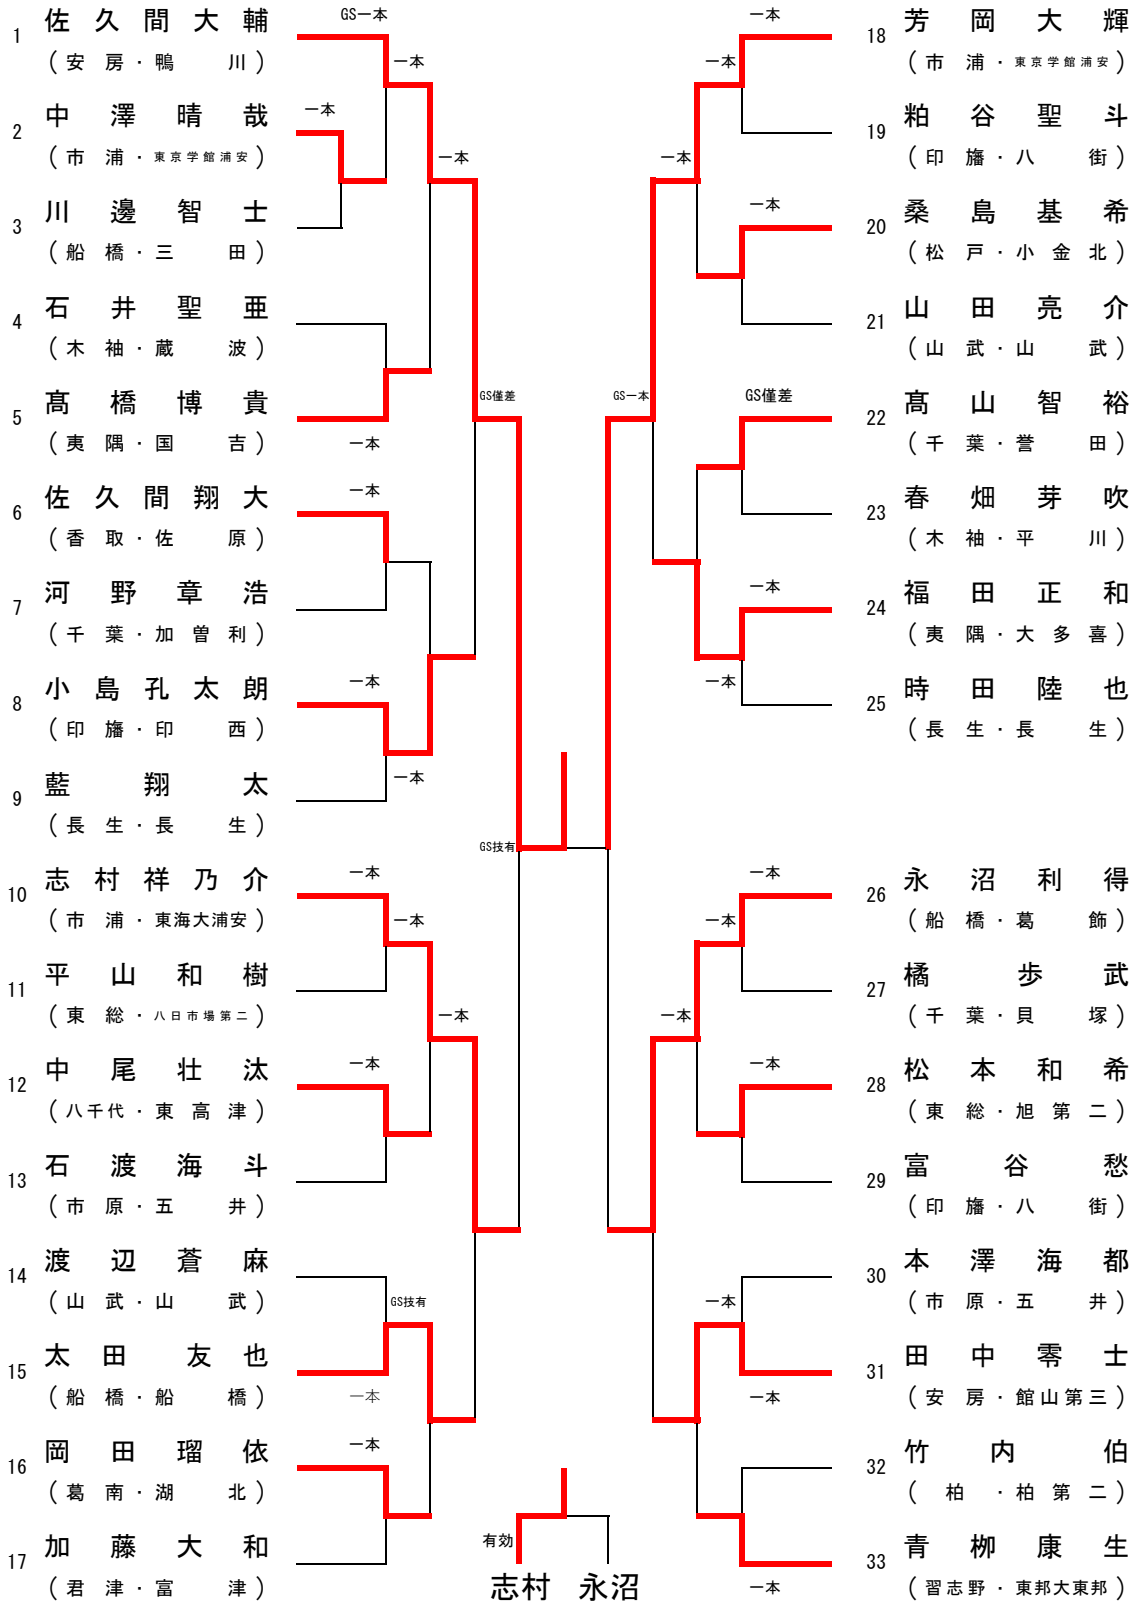 1 佐久間大輔
(安房・鴨川)
GS一本
一本
2 中澤晴哉
(市浦・東京学館浦安)
一本
一本
3 川邊智士
(船橋・三田)
4 石井聖亜
(木袖・蔵波)
5 髙橋博貴
(夷隅・国吉)
一本
GS僅差
6 佐久間翔大
(香取・佐原)
一本
7 河野章浩
(千葉・加曽利)
8 小島孔太朗
(印旛・印西)
一本
一本
9 藍翔太
(長生・長生)
GS技有
10 志村祥乃介
(市浦・東海大浦安)
一本
一本
11 平山和樹
(東総・八日市場第二)
一本
12 中尾壮汰
(八千代・東高津)
一本
13 石渡海斗
(市原・五井)
14 渡辺蒼麻
(山武・山武)
GS技有
15 太田友也
(船橋・船橋)
一本
16 岡田瑠依
(葛南・湖北)
一本
17 加藤大和
(君津・富津)
有効
志村 永沼
一本
18 芳岡大輝
(市浦・東京学館浦安)
一本
19 粕谷聖斗
(印旛・八街)
一本
20 桑島基希
(松戸・小金北)
一本
21 山田亮介
(山武・山武)
GS一本
GS僅差
22 髙山智裕
(千葉・誉田)
23 春畑芽吹
(木袖・平川)
24 福田正和
(夷隅・大多喜)
一本
一本
25 時田陸也
(長生・長生)
26 永沼利得
(船橋・葛飾)
一本
一本
27 橘歩武
(千葉・貝塚)
一本
28 松本和希
(東総・旭第二)
一本
29 富谷愁
(印旛・八街)
30 本澤海都
(市原・五井)
一本
31 田中零士
(安房・館山第三)
一本
32 竹内伯
(柏・柏第二)
33 青栁康生
(習志野・東邦大東邦)
一本